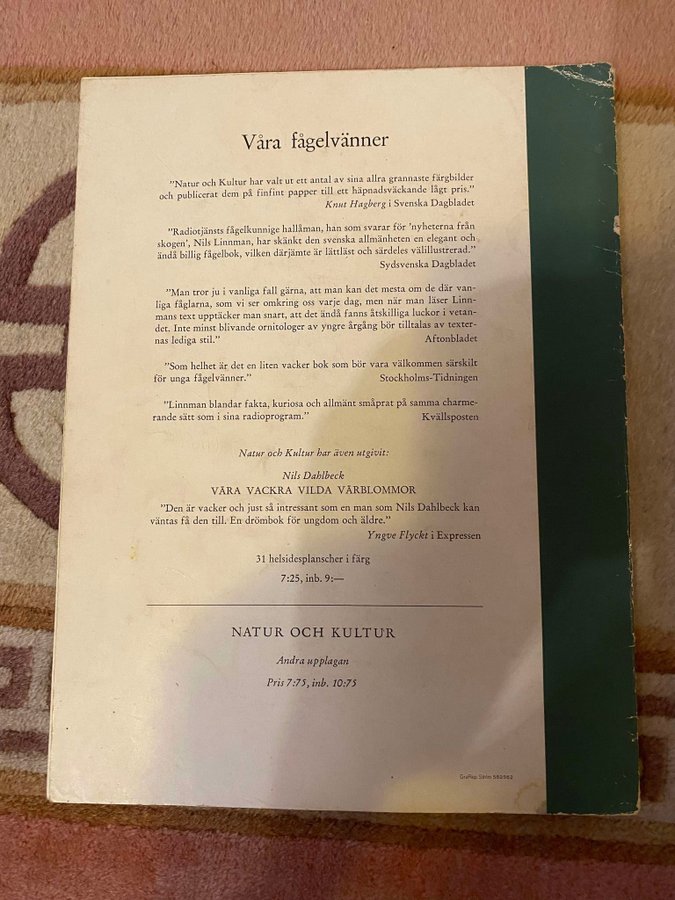 Våra fågelvänner
"Natur och Kultur har valt ut ett antal av sina allra grannaste färgbilder
och publicerat dem på finfint papper till ett häpnadsväckande lågt pris."
Knut Hagberg i Svenska Dagbladet
"Radiotjänsts fågelkunnige hallåman, han som svarar för 'nyheterna från
skogen', Nils Linnman, har skänkt den svenska allmänheten en elegant och
ändå billig fågelbok, vilken därjämte är lättläst och särdeles välillustrerad."
Sydsvenska Dagbladet
"Man tror ju i vanliga fall gärna, att man kan det mesta om de där van-
liga fåglarna, som vi ser omkring oss varje dag, men när man läser Linn-
mans text upptäcker man snart, att det ändå fanns åtskilliga luckor i vetan-
det. Inte minst blivande ornitologer av yngre årgång bör tilltalas av texter-
nas lediga stil." Aftonbladet
"Som helhet är det en liten vacker bok som bör vara välkommen särskilt
för unga fågelvänner." Stockholms-Tidningen
"Linnman blandar fakta, kuriosa och allmänt småprat på samma charme-
rande sätt som i sina radioprogram." Kvällsposten
Natur och Kultur har även utgivit:
Nils Dahlbeck
VÅRA VACKRA VILDA VÅRBLOMMOR
"Den är vacker och just så intressant som en man som Nils Dahlbeck kan
väntas få den till. En drömbok för ungdom och äldre."
Yngve Flyckt i Expressen
31 helsidesplanscher i färg
7:25, inb. 9:—
NATUR OCH KULTUR
Andra upplagan
Pris 7:75, inb. 10:75